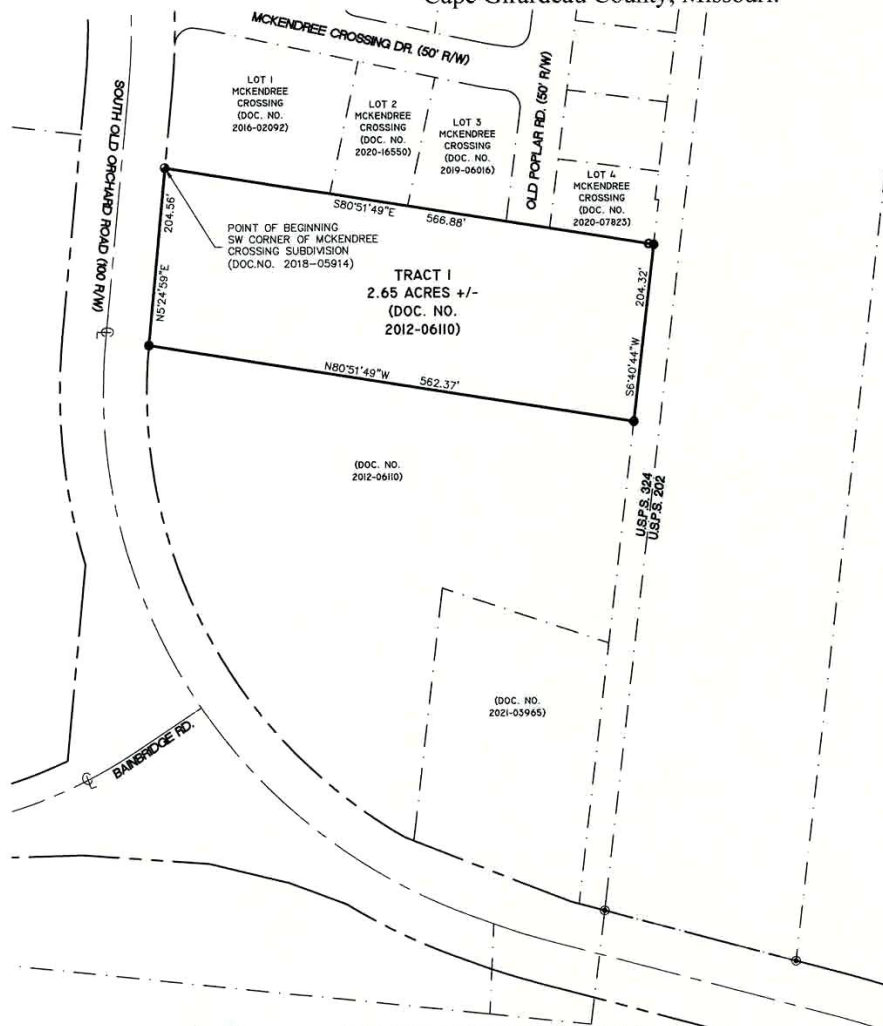 Cape Girardeau County, Missouri.
MCKENDREE CROSSING DR. (50' R/W)
SOUTH OLD ORCHARD ROAD (100 R/W)
LOT 1
MCKENDREE
CROSSING
(DOC. NO.
2016-02092)
LOT 2
MCKENDREE
CROSSING
(DOC. NO.
2020-16550)
LOT 3
MCKENDREE
CROSSING
(DOC. NO.
2019-06016)
OLD POPLAR RD. (50' R/W)
LOT 4
MCKENDREE
CROSSING
(DOC. NO.
2020-07823)
S80°51'49"E 566.88'
204.56'
N5°24'59"E
POINT OF BEGINNING
SW CORNER OF MCKENDREE
CROSSING SUBDIVISION
(DOC.NO. 2018-05914)
TRACT 1
2.65 ACRES +/-
(DOC. NO.
2012-06110)
204.32'
S6°40'44"W
N80°51'49"W 562.37'
(DOC. NO.
2012-06110)
U.S.P.S. 324
U.S.P.S. 202
(DOC. NO.
2021-03965)
BAINBRIDGE RD.